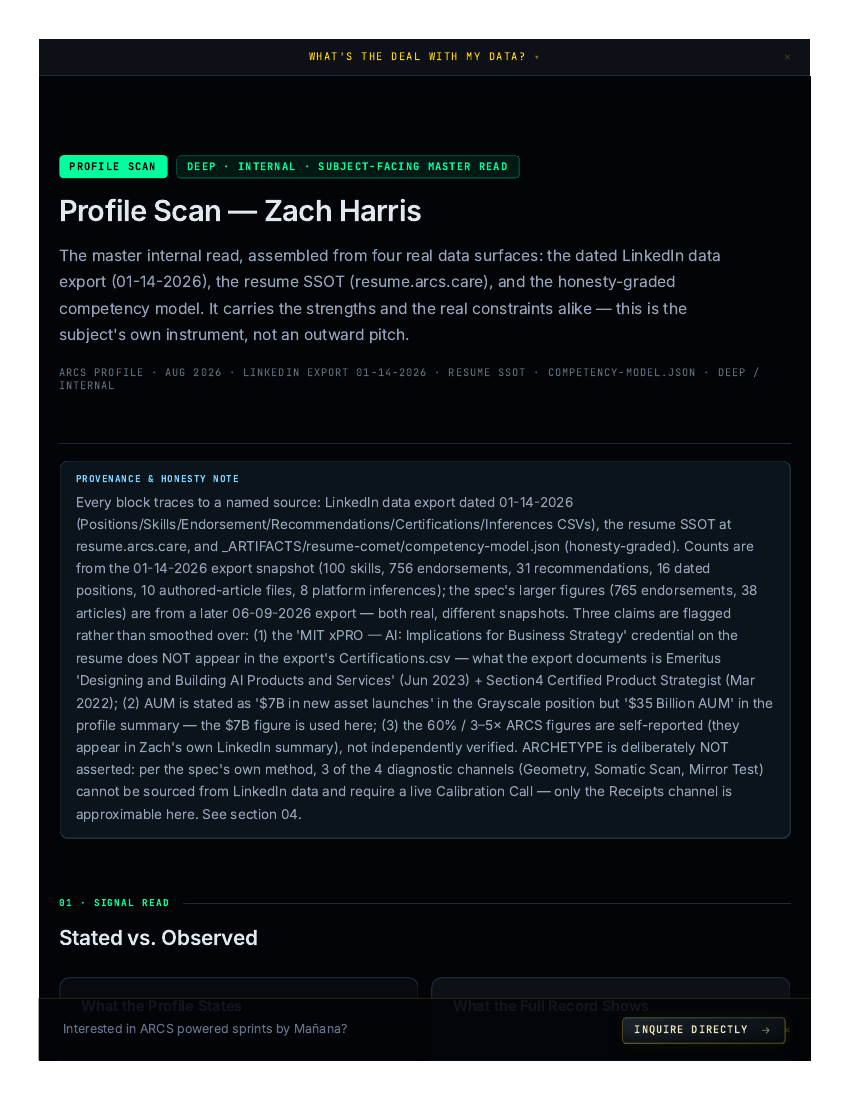 WHAT'S THE DEAL WITH MY DATA? ▾ ×
PROFILE SCAN
DEEP · INTERNAL · SUBJECT-FACING MASTER READ
Profile Scan — Zach Harris
The master internal read, assembled from four real data surfaces: the dated LinkedIn data
export (01-14-2026), the resume SSOT (resume.arcs.care), and the honesty-graded
competency model. It carries the strengths and the real constraints alike — this is the
subject's own instrument, not an outward pitch.
ARCS PROFILE · AUG 2026 · LINKEDIN EXPORT 01-14-2026 · RESUME SSOT · COMPETENCY-MODEL.JSON · DEEP /
INTERNAL
PROVENANCE & HONESTY NOTE
Every block traces to a named source: LinkedIn data export dated 01-14-2026
(Positions/Skills/Endorsement/Recommendations/Certifications/Inferences CSVs), the resume SSOT at
resume.arcs.care, and _ARTIFACTS/resume-comet/competency-model.json (honesty-graded). Counts are
from the 01-14-2026 export snapshot (100 skills, 756 endorsements, 31 recommendations, 16 dated
positions, 10 authored-article files, 8 platform inferences); the spec's larger figures (765 endorsements, 38
articles) are from a later 06-09-2026 export — both real, different snapshots. Three claims are flagged
rather than smoothed over: (1) the 'MIT xPRO — AI: Implications for Business Strategy' credential on the
resume does NOT appear in the export's Certifications.csv — what the export documents is Emeritus
'Designing and Building AI Products and Services' (Jun 2023) + Section4 Certified Product Strategist (Mar
2022); (2) AUM is stated as '$7B in new asset launches' in the Grayscale position but '$35 Billion AUM' in the
profile summary — the $7B figure is used here; (3) the 60% / 3–5× ARCS figures are self-reported (they
appear in Zach's own LinkedIn summary), not independently verified. ARCHETYPE is deliberately NOT
asserted: per the spec's own method, 3 of the 4 diagnostic channels (Geometry, Somatic Scan, Mirror Test)
cannot be sourced from LinkedIn data and require a live Calibration Call — only the Receipts channel is
approximable here. See section 04.
01 · SIGNAL READ
Stated vs. Observed
What the Profile States
What the Full Record Shows
Interested in ARCS powered sprints by Mañana?
INQUIRE DIRECTLY → ×